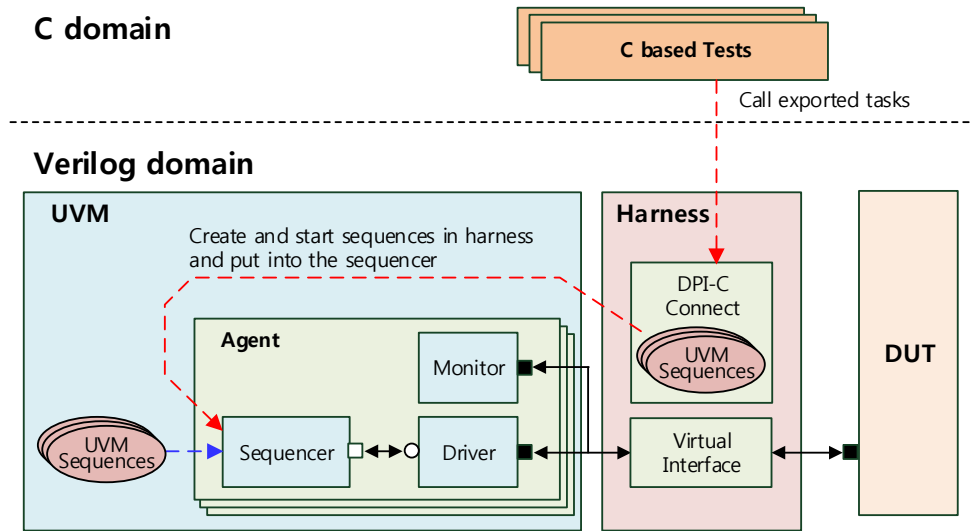 C domain
C based Tests
Call exported tasks
Verilog domain
UVM
Create and start sequences in harness
and put into the sequencer
Agent
Monitor
Sequencer
Driver
UVM
Sequences
Harness
DPI-C
Connect
UVM
Sequences
Virtual
Interface
DUT